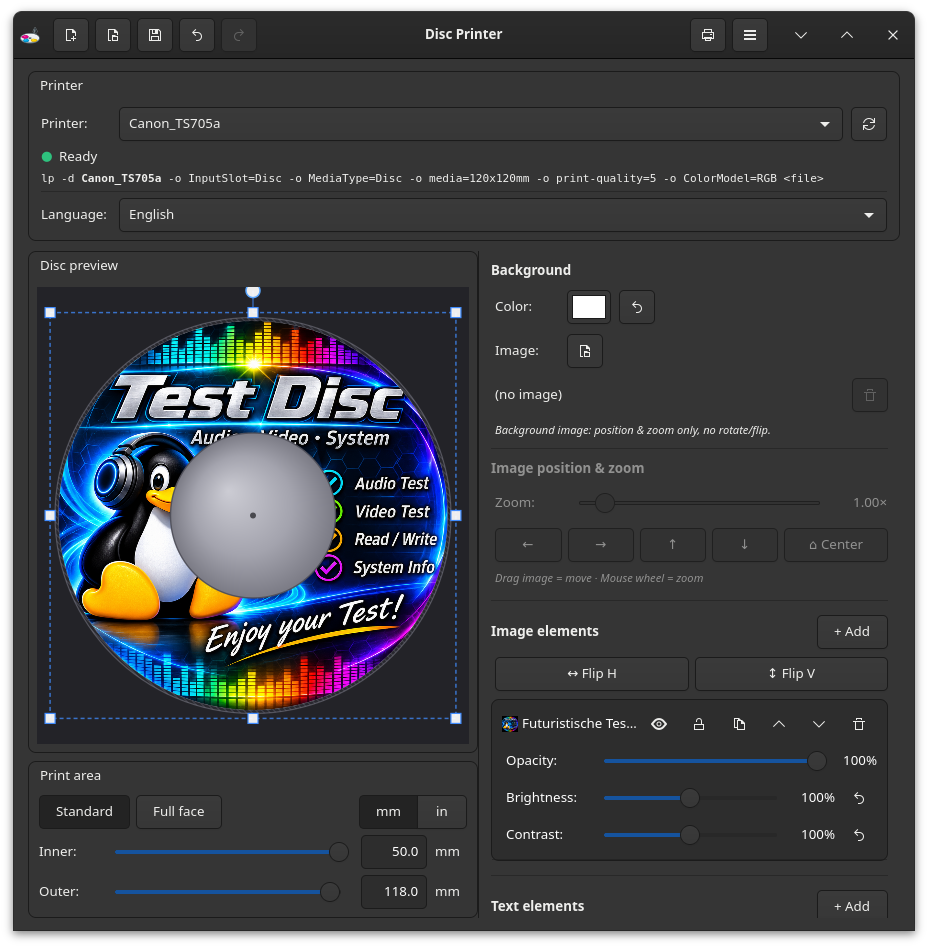 Disc Printer
Printer
Printer: Canon_TS705a
Ready
lp -d Canon_TS705a -o InputSlot=Disc -o MediaType=Disc -o media=120x120mm -o print-quality=5 -o ColorModel=RGB <file>
Language: English
Disc preview
Test Disc
Audio Video • System
Audio Test
Video Test
Read / Write
System Info
Enjoy your Test!
Print area
Standard Full face mm in
Inner: 50.0 mm
Outer: 118.0 mm
Background
Color:
Image:
(no image)
Background image: position & zoom only, no rotate/flip.
Image position & zoom
Zoom: 1.00×
← → ↑ ↓ ⌂ Center
Drag image = move · Mouse wheel = zoom
Image elements + Add
↔ Flip H ↕ Flip V
Futuristische Tes...
Opacity: 100%
Brightness: 100%
Contrast: 100%
Text elements + Add